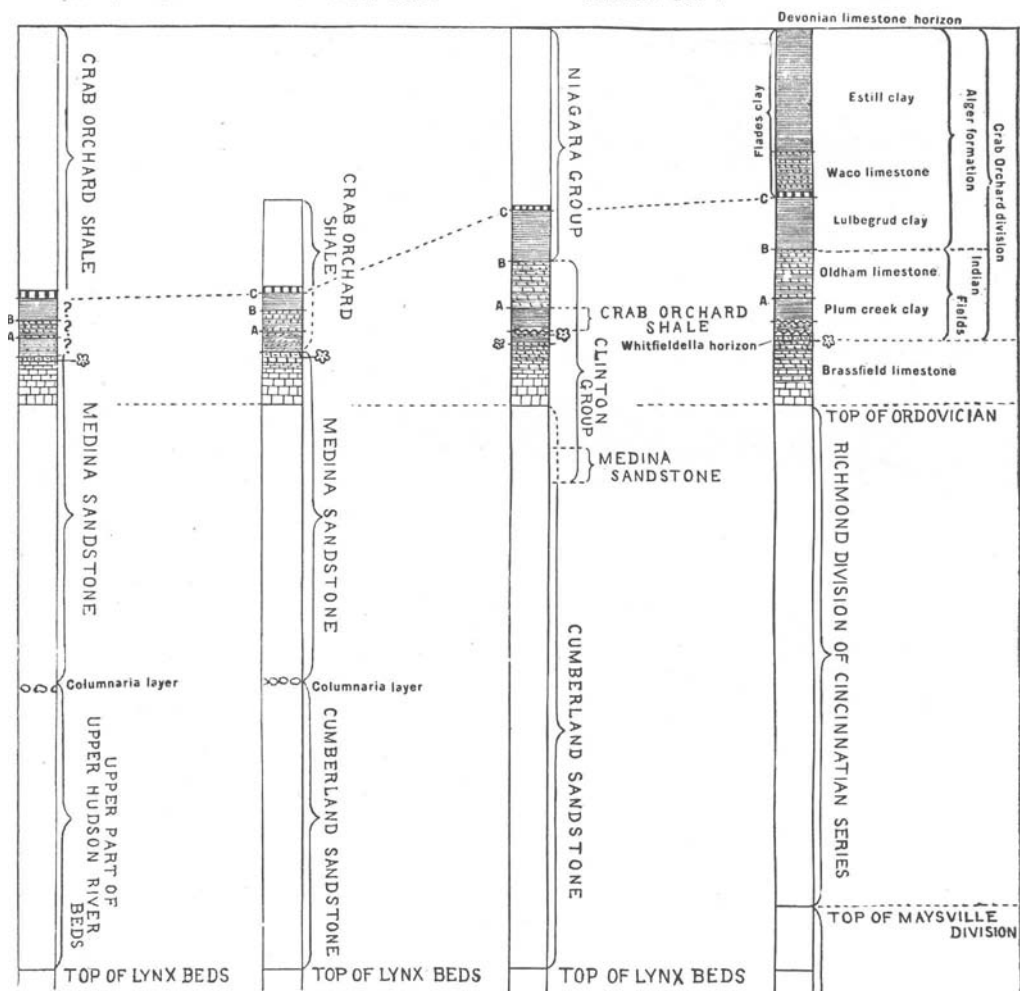 CRAB ORCHARD SHALE
B
A
?
?
?
MEDINA SANDSTONE
Columnaria layer
UPPER PART OF
UPPER HUDSON RIVER
BEDS
TOP OF LYNX BEDS
CRAB ORCHARD
SHALE
C
B
A
MEDINA SANDSTONE
Columnaria layer
CUMBERLAND SANDSTONE
TOP OF LYNX BEDS
NIAGARA GROUP
C
B
A
CRAB ORCHARD
SHALE
CLINTON
GROUP
MEDINA
SANDSTONE
CUMBERLAND SANDSTONE
TOP OF LYNX BEDS
Devonian limestone horizon
Flades clay
Estill clay
Waco limestone
C
Lulbegrud clay
B
Oldham limestone
A
Plum creek clay
Whitfieldella horizon
Brassfield limestone
Alger formation
Indian
Fields
Crab Orchard division
TOP OF ORDOVICIAN
RICHMOND DIVISION OF CINCINNATIAN SERIES
TOP OF MAYSVILLE
DIVISION